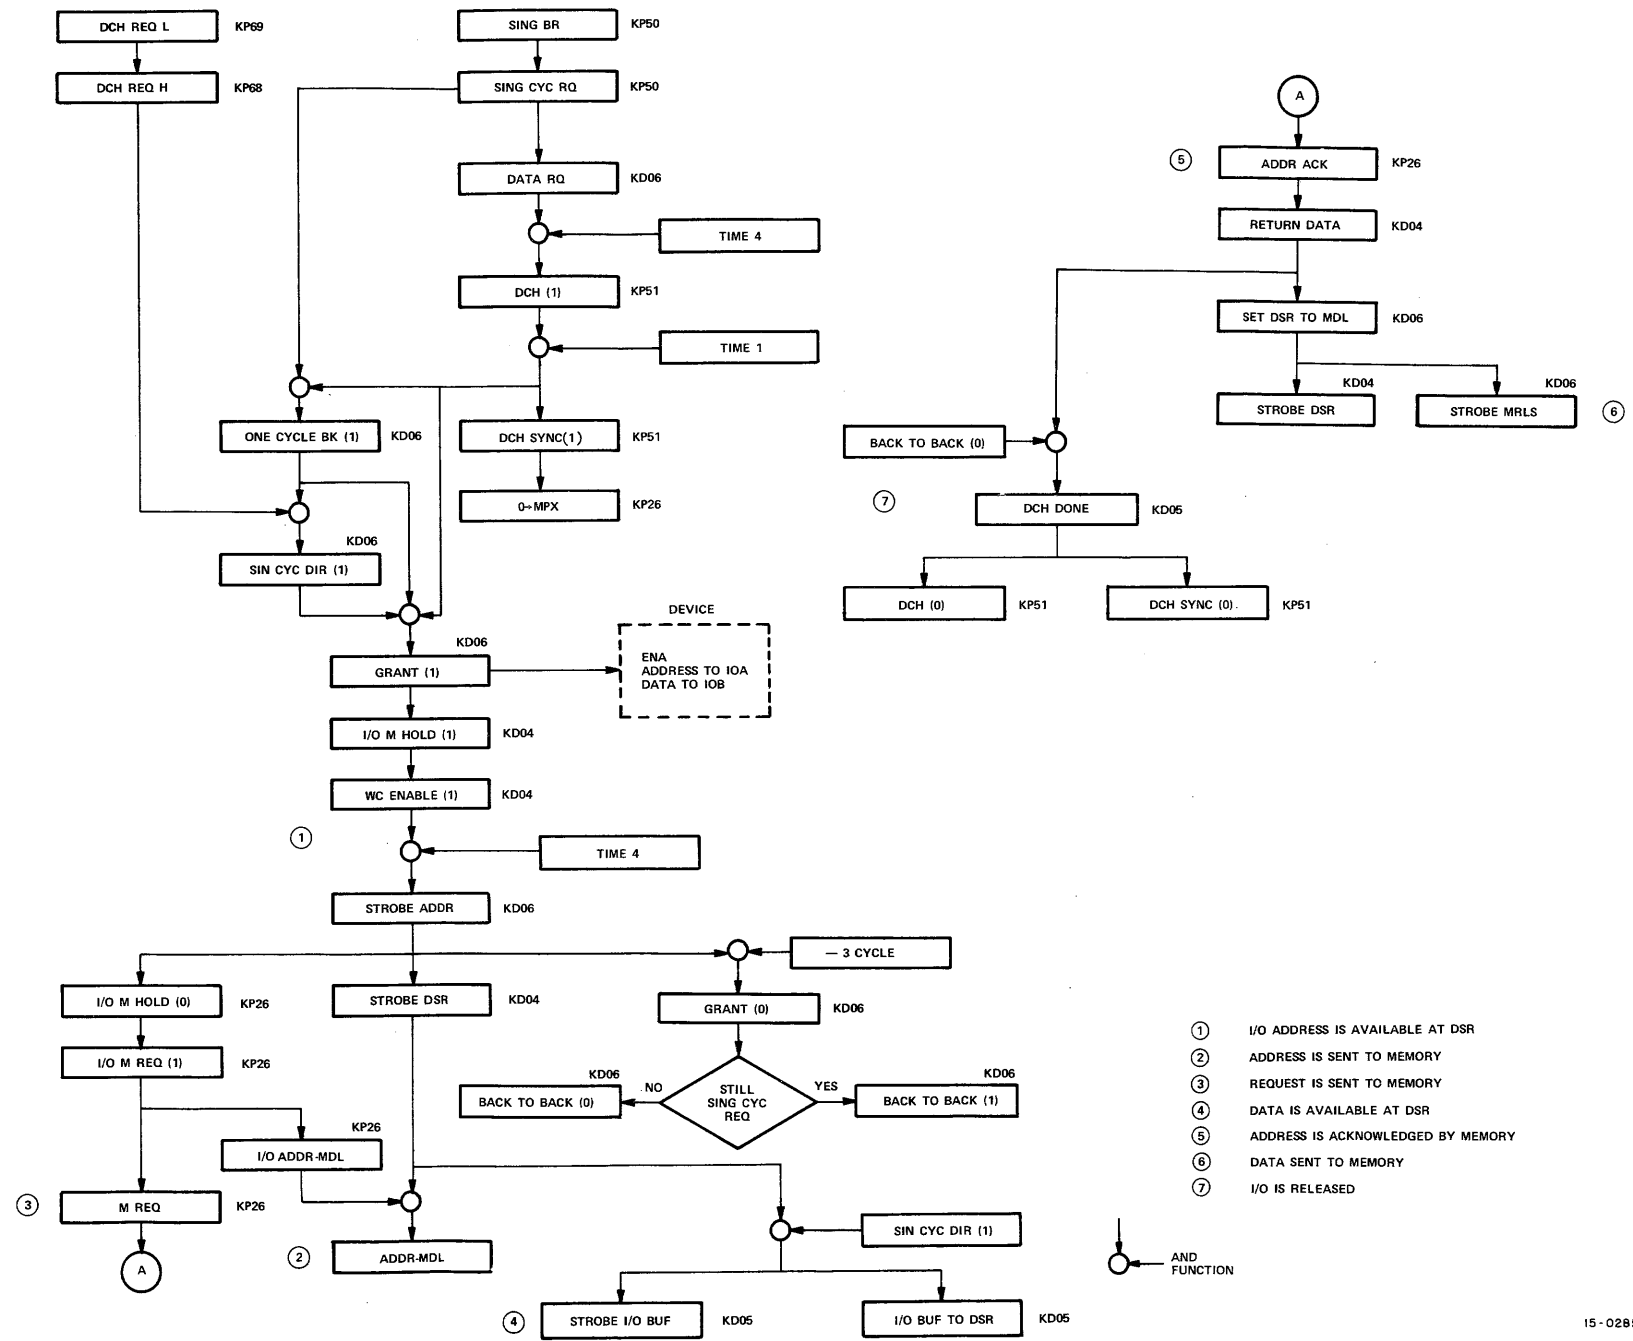 DCH REQ L KP69
DCH REQ H KP68
SING BR KP50
SING CYC RQ KP50
DATA RQ KD06
TIME 4
DCH (1) KP51
TIME 1
ONE CYCLE BK (1) KD06
DCH SYNC(1) KP51
0→MPX KP26
KD06
SIN CYC DIR (1)
KD06
GRANT (1)
DEVICE
ENA
ADDRESS TO IOA
DATA TO IOB
I/O M HOLD (1) KD04
WC ENABLE (1) KD04
1
TIME 4
STROBE ADDR KD06
— 3 CYCLE
I/O M HOLD (0) KP26
STROBE DSR KD04
GRANT (0) KD06
I/O M REQ (1) KP26
STILL
SING CYC
REQ
NO
YES
KD06
BACK TO BACK (0)
KD06
BACK TO BACK (1)
KP26
I/O ADDR-MDL
3
M REQ KP26
A
2
ADDR-MDL
SIN CYC DIR (1)
4
STROBE I/O BUF KD05
I/O BUF TO DSR KD05
A
5
ADDR ACK KP26
RETURN DATA KD04
SET DSR TO MDL KD06
KD04
STROBE DSR
KD06
STROBE MRLS
6
BACK TO BACK (0)
7
DCH DONE KD05
DCH (0) KP51
DCH SYNC (0). KP51
1 I/O ADDRESS IS AVAILABLE AT DSR
2 ADDRESS IS SENT TO MEMORY
3 REQUEST IS SENT TO MEMORY
4 DATA IS AVAILABLE AT DSR
5 ADDRESS IS ACKNOWLEDGED BY MEMORY
6 DATA SENT TO MEMORY
7 I/O IS RELEASED
AND
FUNCTION